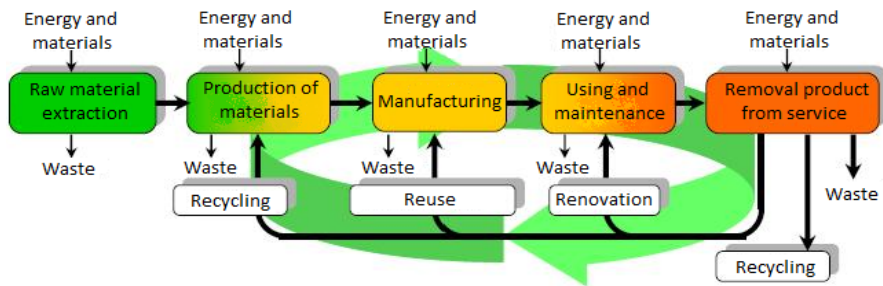 Energy and
materials
Energy and
materials
Energy and
materials
Energy and
materials
Energy and
materials
Raw material
extraction
Production of
materials
Manufacturing
Using and
maintenance
Removal product
from service
Waste
Waste
Waste
Waste
Waste
Recycling
Reuse
Renovation
Recycling